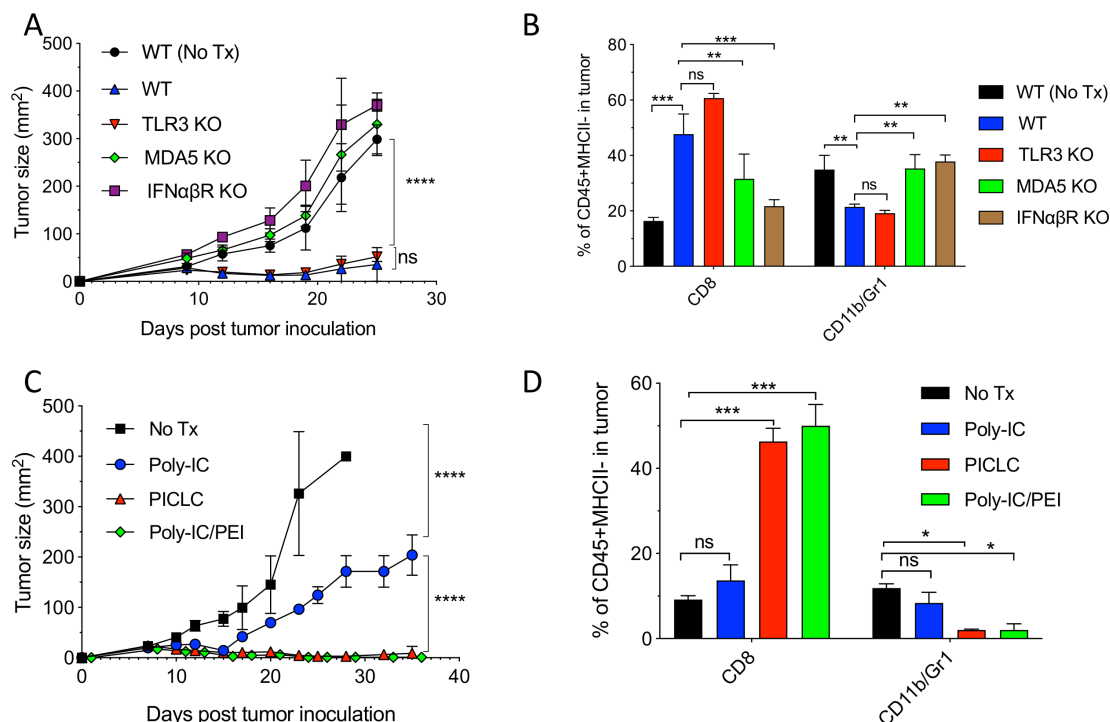 A
500
400
300
200
100
0
0
10
20
30
Tumor size (mm2)
Days post tumor inoculation
WT (No Tx)
WT
TLR3 KO
MDA5 KO
IFNαβR KO
****
ns
B
80
60
40
20
0
% of CD45+MHCII- in tumor
***
**
ns
***
**
**
**
ns
CD8
CD11b/Gr1
WT (No Tx)
WT
TLR3 KO
MDA5 KO
IFNαβR KO
C
500
400
300
200
100
0
0
10
20
30
40
Tumor size (mm2)
Days post tumor inoculation
No Tx
Poly-IC
PICLC
Poly-IC/PEI
****
****
D
60
40
20
0
% of CD45+MHCII- in tumor
***
***
ns
*
*
ns
CD8
CD11b/Gr1
No Tx
Poly-IC
PICLC
Poly-IC/PEI